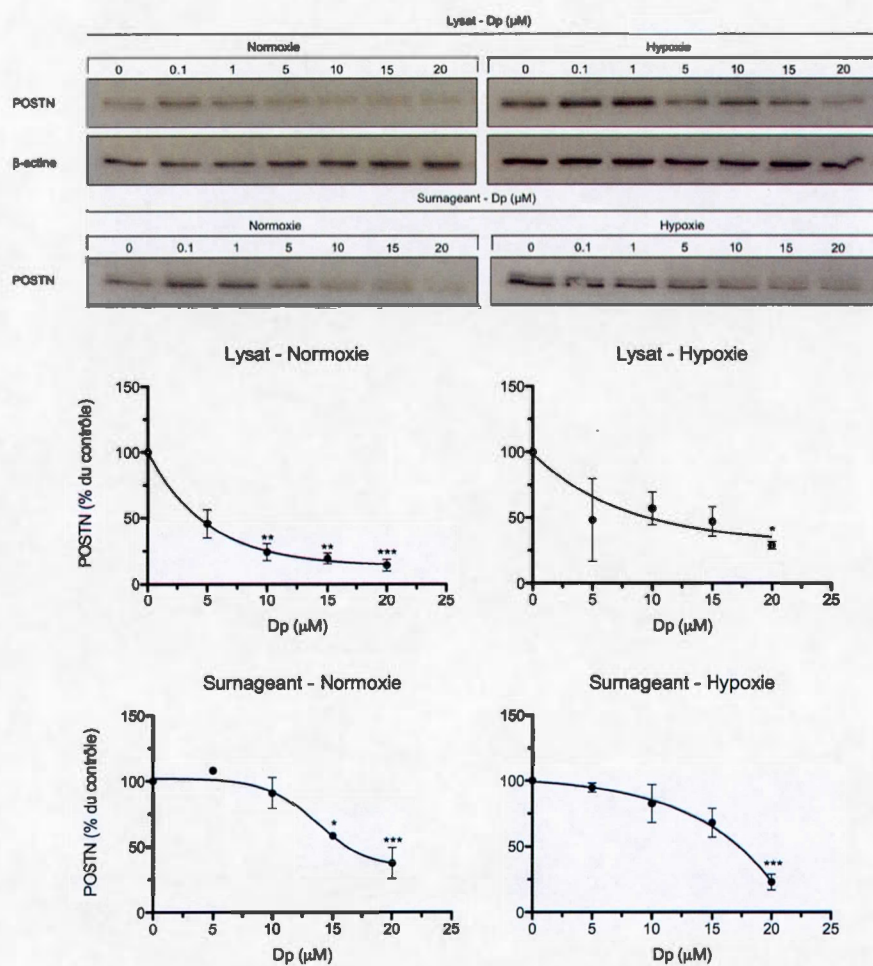 Lysat - Dp (µM)
Normoxie Hypoxie
0 0.1 1 5 10 15 20 0 0.1 1 5 10 15 20
POSTN
β-actine
Surnageant - Dp (µM)
Normoxie Hypoxie
0 0.1 1 5 10 15 20 0 0.1 1 5 10 15 20
POSTN
Lysat - Normoxie
POSTN (% du contrôle)
150
100
50
0
** ** ***
0 5 10 15 20 25
Dp (µM)
Lysat - Hypoxie
150
100
50
0
*
0 5 10 15 20 25
Dp (µM)
Surnageant - Normoxie
POSTN (% du contrôle)
150
100
50
0
* ***
0 5 10 15 20 25
Dp (µM)
Surnageant - Hypoxie
150
100
50
0
***
0 5 10 15 20 25
Dp (µM)